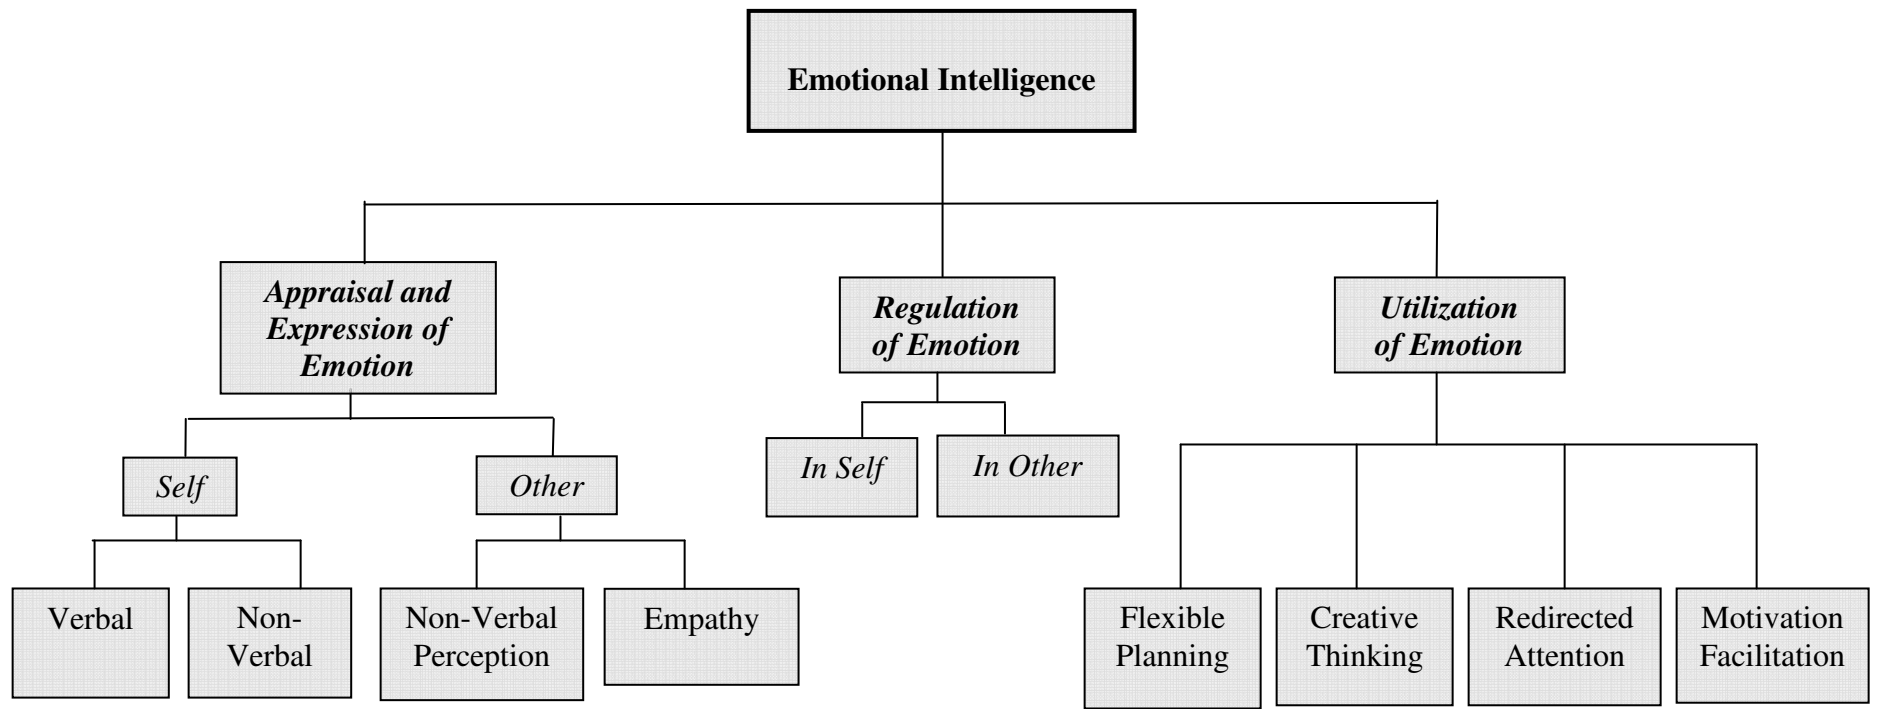 Emotional Intelligence
Appraisal and
Expression of
Emotion
Regulation
of Emotion
Utilization
of Emotion
Self
Other
In Self
In Other
Verbal
Non-
Verbal
Non-Verbal
Perception
Empathy
Flexible
Planning
Creative
Thinking
Redirected
Attention
Motivation
Facilitation